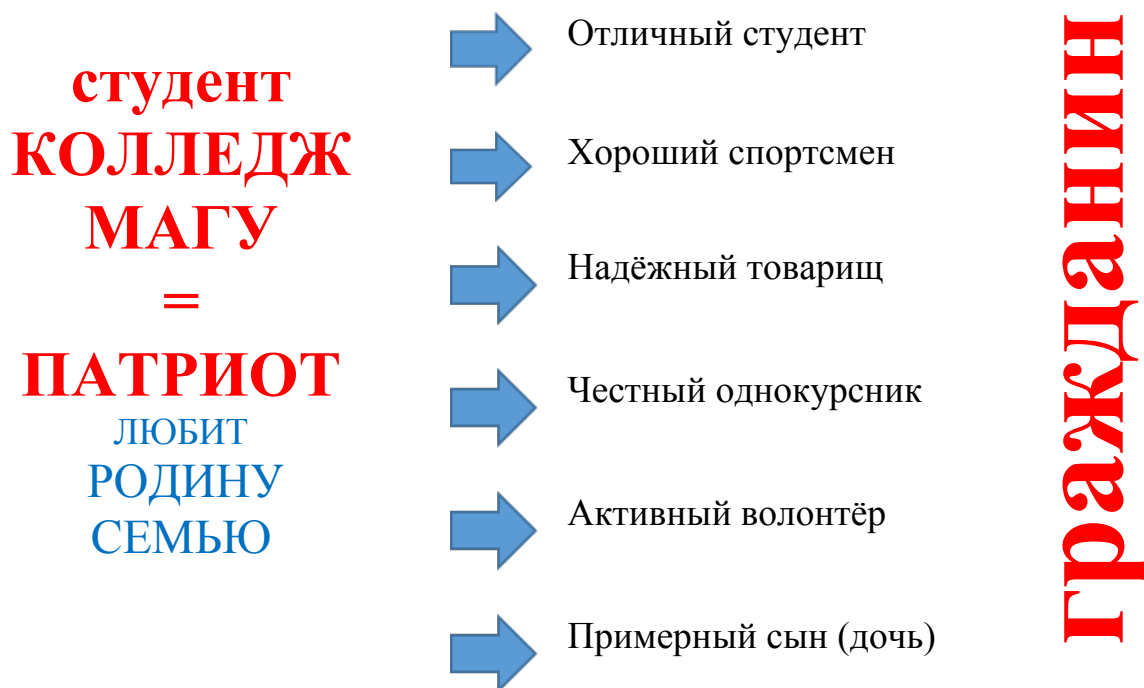 студент
КОЛЛЕДЖ
МАГУ
=
ПАТРИОТ
ЛЮБИТ
РОДИНУ
СЕМЬЮ
Отличный студент
Хороший спортсмен
Надёжный товарищ
Честный однокурсник
Активный волонтёр
Примерный сын (дочь)
гражданин